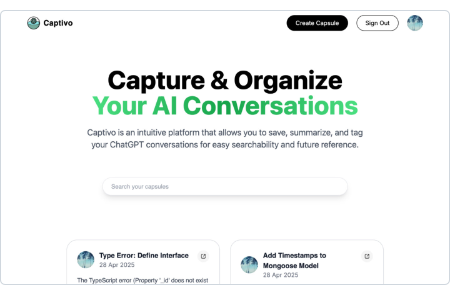 Captivo
Create Capsule
Sign Out
Capture & Organize
Your AI Conversations
Captivo is an intuitive platform that allows you to save, summarize, and tag
your ChatGPT conversations for easy searchability and future reference.
Search your capsules
Type Error: Define Interface
28 Apr 2025
The TypeScript error (Property '_id' does not exist
Add Timestamps to
Mongoose Model
28 Apr 2025